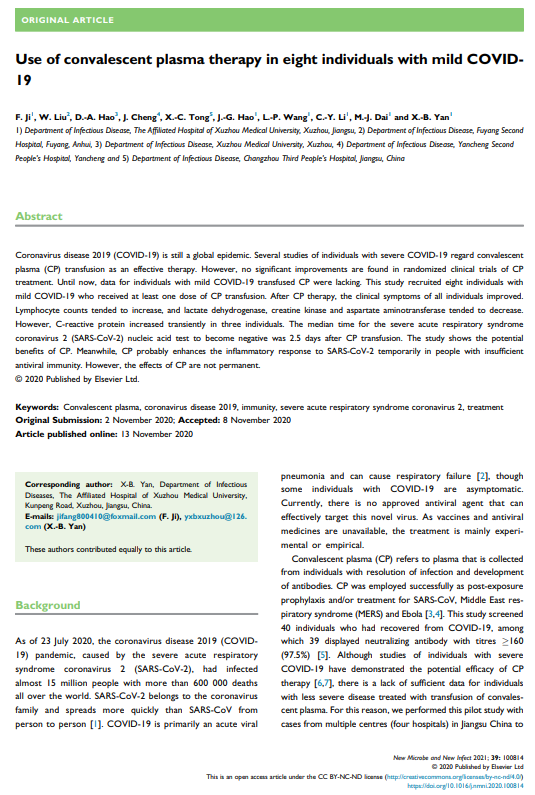 ORIGINAL ARTICLE
Use of convalescent plasma therapy in eight individuals with mild COVID-
19
F. Ji1, W. Liu2, D.-A. Hao3, J. Cheng4, X.-C. Tong5, J.-G. Hao1, L.-P. Wang1, C.-Y. Li1, M.-J. Dai1 and X.-B. Yan1
1) Department of Infectious Disease, The Affiliated Hospital of Xuzhou Medical University, Xuzhou, Jiangsu, 2) Department of Infectious Disease, Fuyang Second
Hospital, Fuyang, Anhui, 3) Department of Infectious Disease, Xuzhou Medical University, Xuzhou, 4) Department of Infectious Disease, Yancheng Second
People's Hospital, Yancheng and 5) Department of Infectious Disease, Changzhou Third People's Hospital, Jiangsu, China
Abstract
Coronavirus disease 2019 (COVID-19) is still a global epidemic. Several studies of individuals with severe COVID-19 regard convalescent
plasma (CP) transfusion as an effective therapy. However, no significant improvements are found in randomized clinical trials of CP
treatment. Until now, data for individuals with mild COVID-19 transfused CP were lacking. This study recruited eight individuals with
mild COVID-19 who received at least one dose of CP transfusion. After CP therapy, the clinical symptoms of all individuals improved.
Lymphocyte counts tended to increase, and lactate dehydrogenase, creatine kinase and aspartate aminotransferase tended to decrease.
However, C-reactive protein increased transiently in three individuals. The median time for the severe acute respiratory syndrome
coronavirus 2 (SARS-CoV-2) nucleic acid test to become negative was 2.5 days after CP transfusion. The study shows the potential
benefits of CP. Meanwhile, CP probably enhances the inflammatory response to SARS-CoV-2 temporarily in people with insufficient
antiviral immunity. However, the effects of CP are not permanent.
© 2020 Published by Elsevier Ltd.
Keywords: Convalescent plasma, coronavirus disease 2019, immunity, severe acute respiratory syndrome coronavirus 2, treatment
Original Submission: 2 November 2020; Accepted: 8 November 2020
Article published online: 13 November 2020
Corresponding author: X-B. Yan, Department of Infectious
Diseases, The Affiliated Hospital of Xuzhou Medical University,
Kunpeng Road, Xuzhou, Jiangsu, China.
E-mails: jifang800410@foxmail.com (F. Ji), yxbxuzhou@126.
com (X.-B. Yan)
These authors contributed equally to this article.
Background
As of 23 July 2020, the coronavirus disease 2019 (COVID-
19) pandemic, caused by the severe acute respiratory
syndrome coronavirus 2 (SARS-CoV-2), had infected
almost 15 million people with more than 600 000 deaths
all over the world. SARS-CoV-2 belongs to the coronavirus
family and spreads more quickly than SARS-CoV from
person to person [1]. COVID-19 is primarily an acute viral
pneumonia and can cause respiratory failure [2], though
some individuals with COVID-19 are asymptomatic.
Currently, there is no approved antiviral agent that can
effectively target this novel virus. As vaccines and antiviral
medicines are unavailable, the treatment is mainly experi-
mental or empirical.
Convalescent plasma (CP) refers to plasma that is collected
from individuals with resolution of infection and development
of antibodies. CP was employed successfully as post-exposure
prophylaxis and/or treatment for SARS-CoV, Middle East res-
piratory syndrome (MERS) and Ebola [3,4]. This study screened
40 individuals who had recovered from COVID-19, among
which 39 displayed neutralizing antibody with titres ≥160
(97.5%) [5]. Although studies of individuals with severe
COVID-19 have demonstrated the potential efficacy of CP
therapy [6,7], there is a lack of sufficient data for individuals
with less severe disease treated with transfusion of convales-
cent plasma. For this reason, we performed this pilot study with
cases from multiple centres (four hospitals) in Jiangsu China to
New Microbe and New Infect 2021; 39: 100814
© 2020 Published by Elsevier Ltd
This is an open access article under the CC BY-NC-ND license (http://creativecommons.org/licenses/by-nc-nd/4.0/)
https://doi.org/10.1016/j.nmni.2020.100814